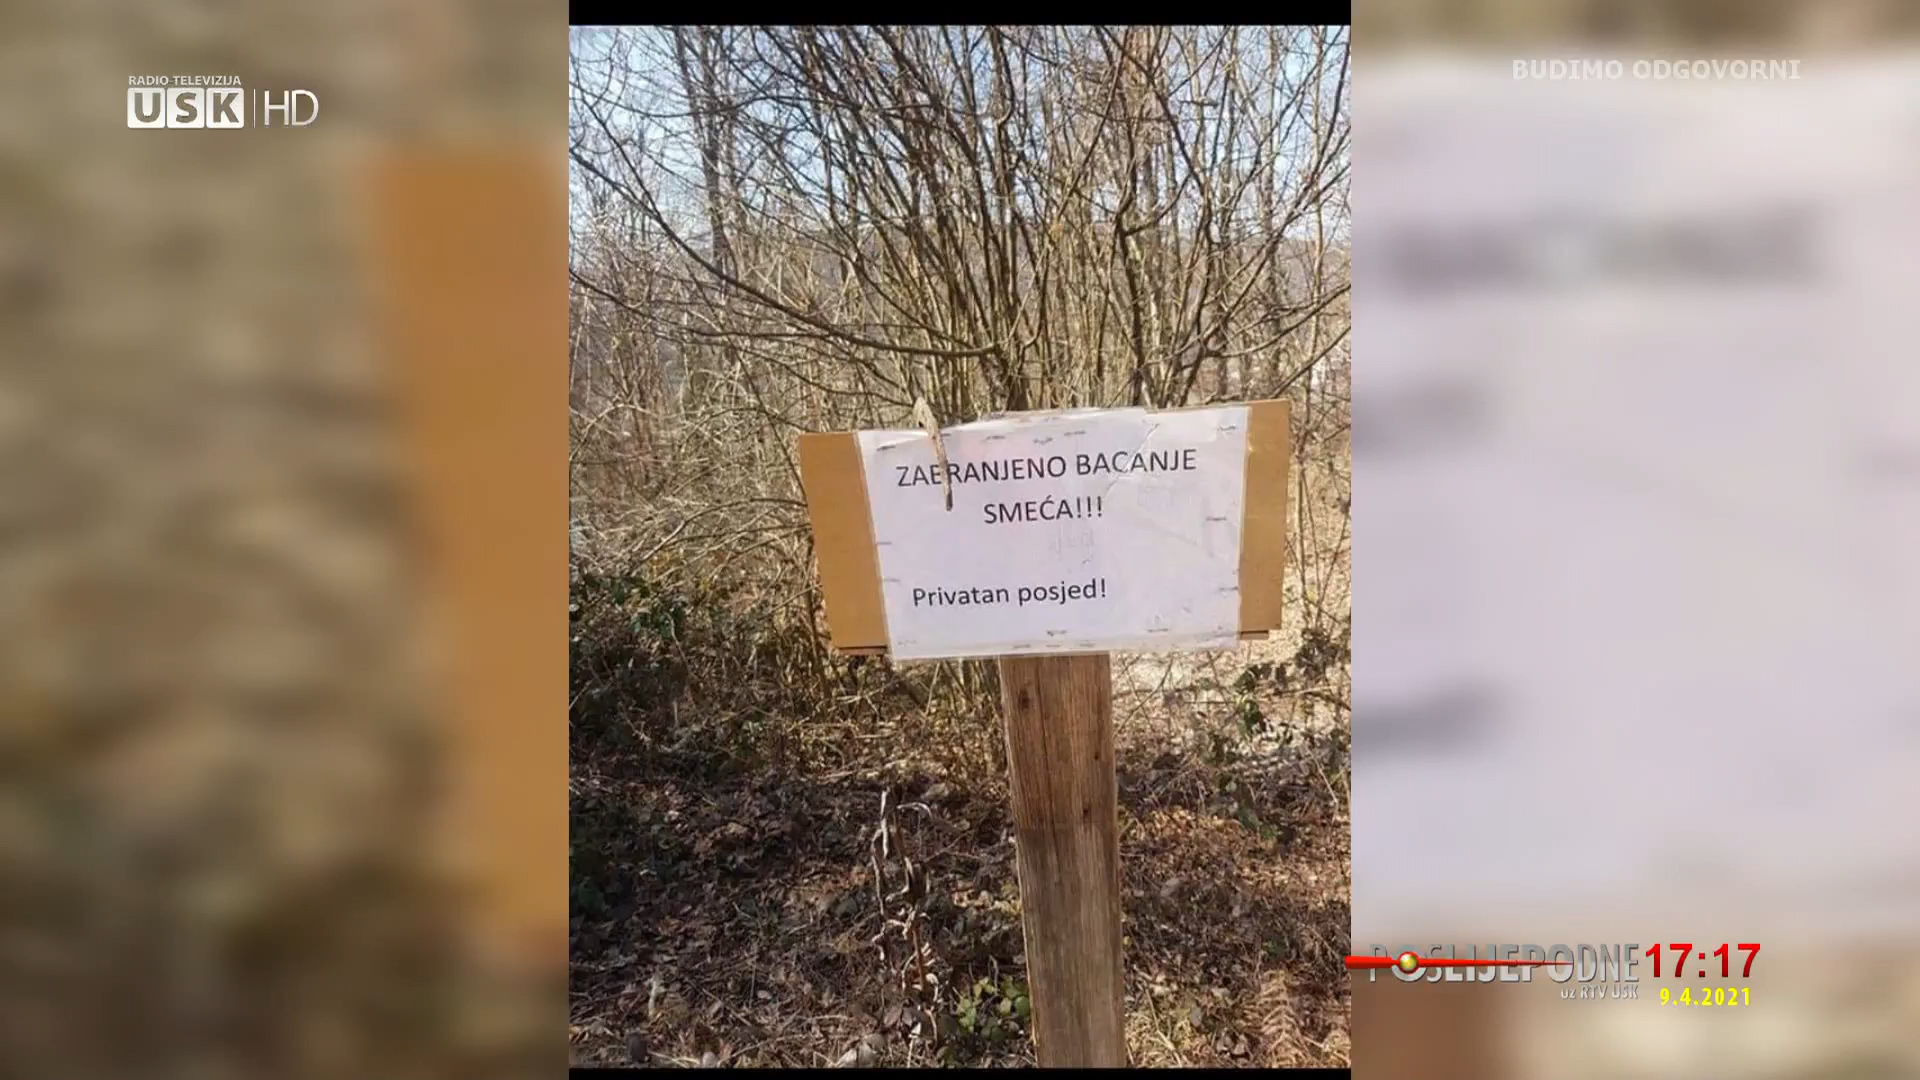 RADIO TELEVIZIJA
USK HD
BUDIMO ODGOVORNI
ZABRANJENO BACANJE
SMEĆA!!!
Privatan posjed!
POSLIJEPODNE 17:17
uz RTV USK 9.4.2021